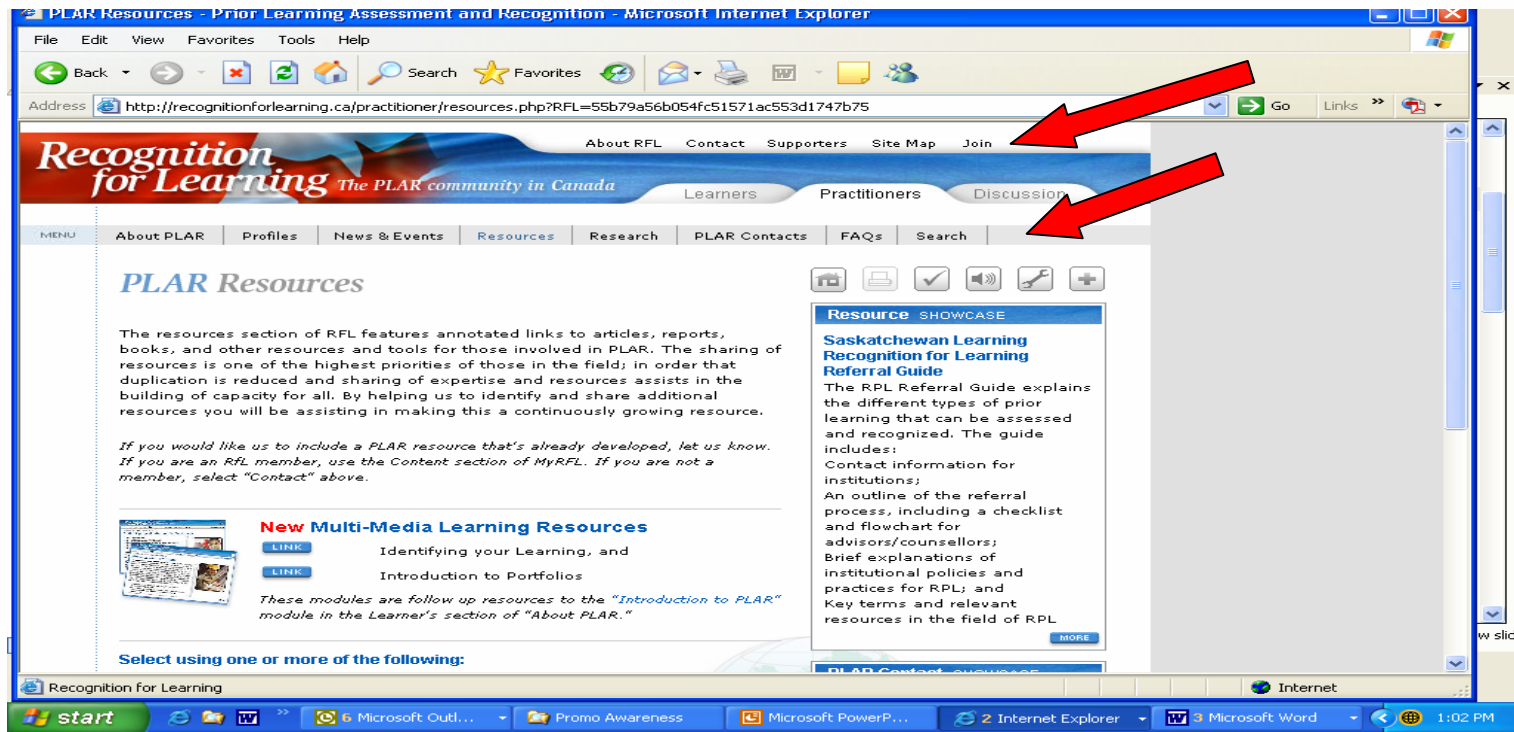 PLAR Resources - Prior Learning Assessment and Recognition - Microsoft Internet Explorer
File Edit View Favorites Tools Help
Back Search Favorites
Address http://recognitionforlearning.ca/practitioner/resources.php?RFL=55b79a56b054fc51571ac553d1747b75 Go Links »
About RFL Contact Supporters Site Map Join
Recognition
for Learning The PLAR community in Canada
Learners Practitioners Discussion
MENU About PLAR Profiles News & Events Resources Research PLAR Contacts FAQs Search
PLAR Resources
The resources section of RFL features annotated links to articles, reports,
books, and other resources and tools for those involved in PLAR. The sharing of
resources is one of the highest priorities of those in the field; in order that
duplication is reduced and sharing of expertise and resources assists in the
building of capacity for all. By helping us to identify and share additional
resources you will be assisting in making this a continuously growing resource.
If you would like us to include a PLAR resource that's already developed, let us know.
If you are an RfL member, use the Content section of MyRFL. If you are not a
member, select "Contact" above.
New Multi-Media Learning Resources
LINK Identifying your Learning, and
LINK Introduction to Portfolios
These modules are follow up resources to the "Introduction to PLAR"
module in the Learner's section of "About PLAR."
Select using one or more of the following:
Resource SHOWCASE
Saskatchewan Learning
Recognition for Learning
Referral Guide
The RPL Referral Guide explains
the different types of prior
learning that can be assessed
and recognized. The guide
includes:
Contact information for
institutions;
An outline of the referral
process, including a checklist
and flowchart for
advisors/counsellors;
Brief explanations of
institutional policies and
practices for RPL; and
Key terms and relevant
resources in the field of RPL
MORE
PLAR Contact SHOWCASE
w slid
Recognition for Learning Internet
start » 6 Microsoft Outl... Promo Awareness Microsoft PowerP... 2 Internet Explorer 3 Microsoft Word 1:02 PM